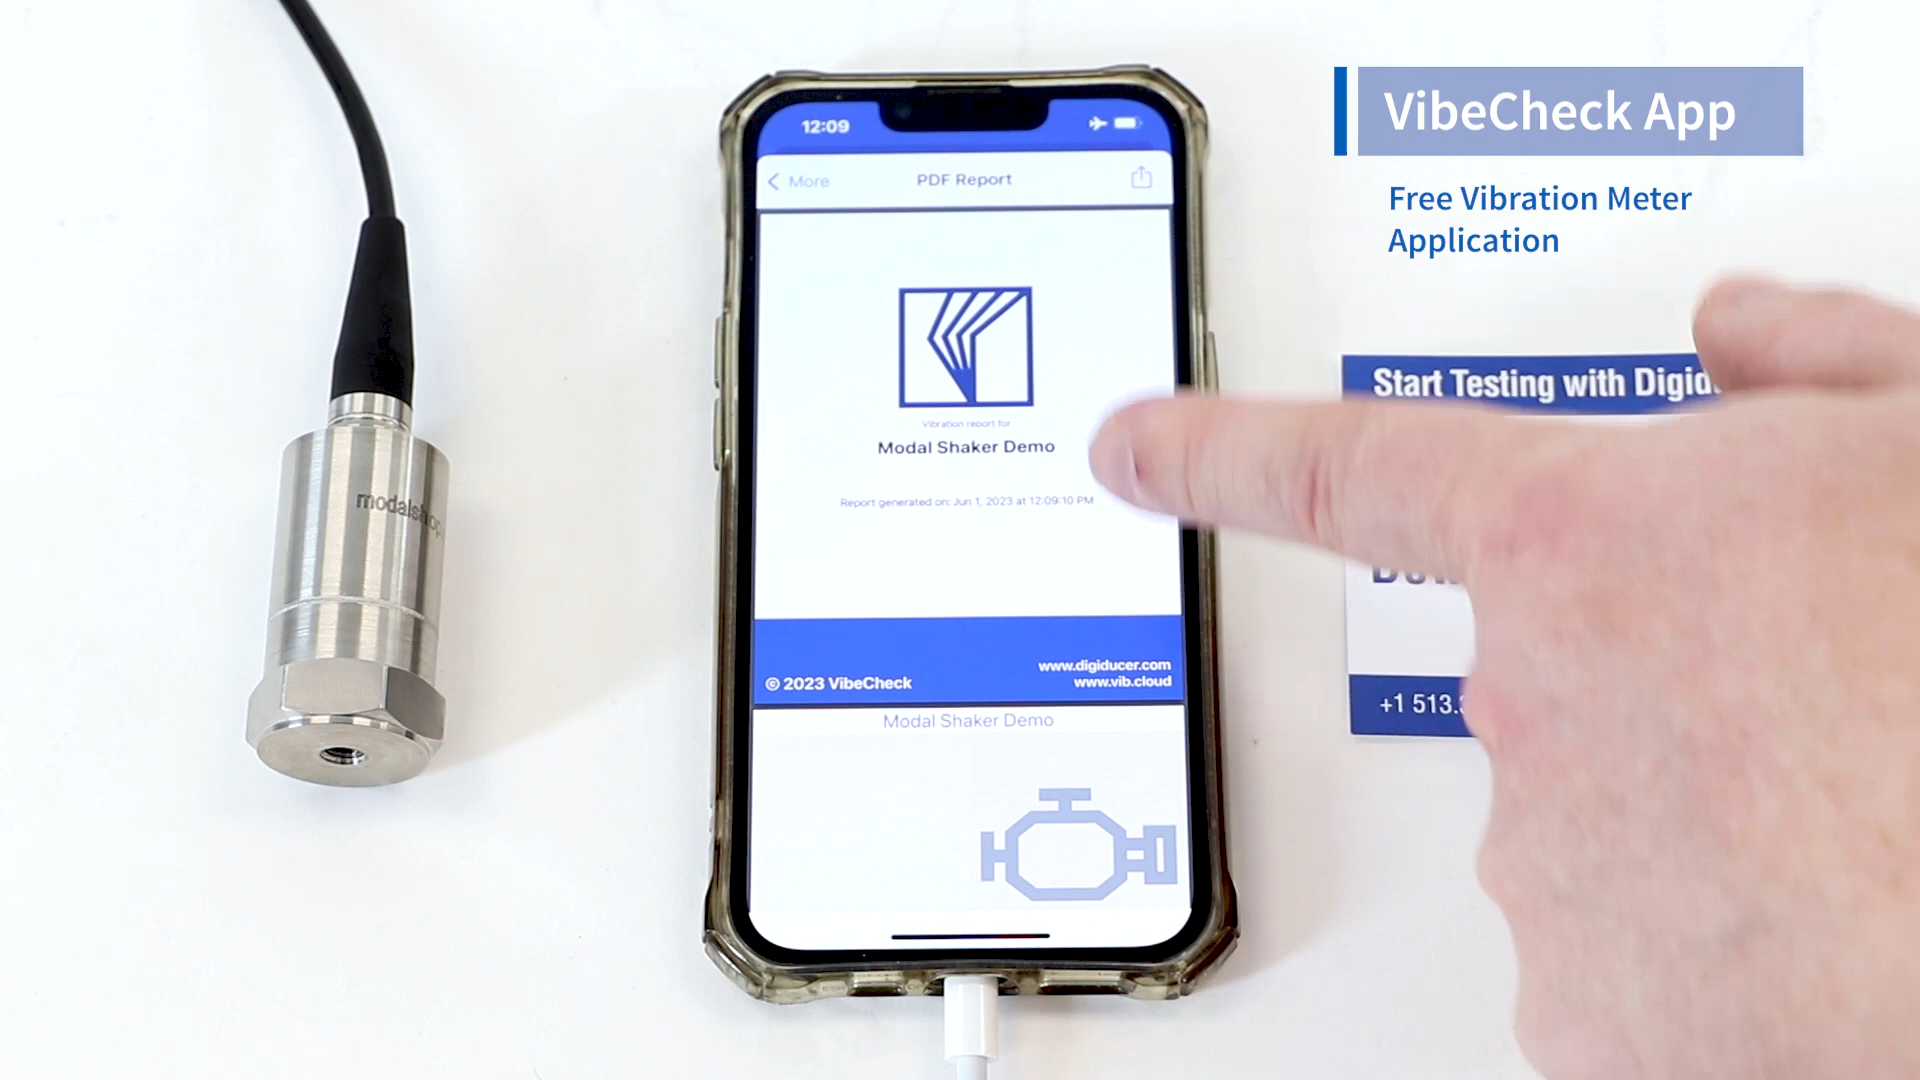 VibeCheck App
Free Vibration Meter
Application
12:09
More
PDF Report
Vibration report for
Modal Shaker Demo
Report generated on: Jun 1, 2023 at 12:09:10 PM
© 2023 VibeCheck
www.digiducer.com
www.vib.cloud
Modal Shaker Demo
modalshop
Start Testing with
+1 513.